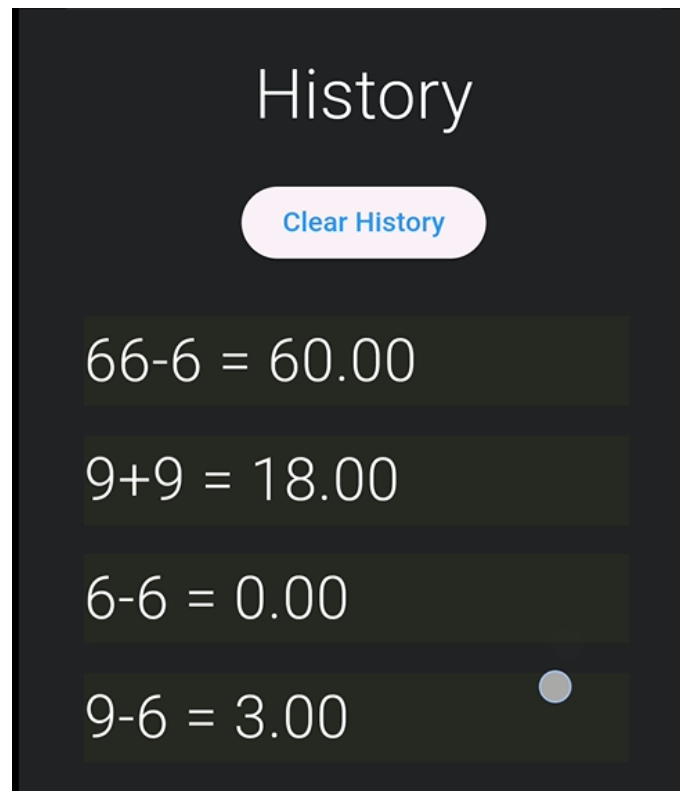 History
Clear History
66-6 = 60.00
9+9 = 18.00
6-6 = 0.00
9-6 = 3.00